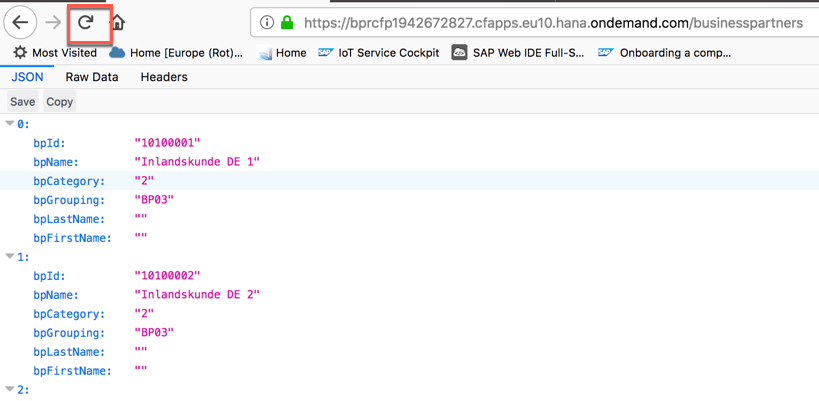 https://bprcfp1942672827.cfapps.eu10.hana.ondemand.com/businesspartners
Most Visited Home [Europe (Rot)... Home SAP IoT Service Cockpit SAP Web IDE Full-S... SAP Onboarding a comp...
JSON Raw Data Headers
Save Copy
0:
bpId: "10100001"
bpName: "Inlandskunde DE 1"
bpCategory: "2"
bpGrouping: "BP03"
bpLastName: ""
bpFirstName: ""
1:
bpId: "10100002"
bpName: "Inlandskunde DE 2"
bpCategory: "2"
bpGrouping: "BP03"
bpLastName: ""
bpFirstName: ""
2: